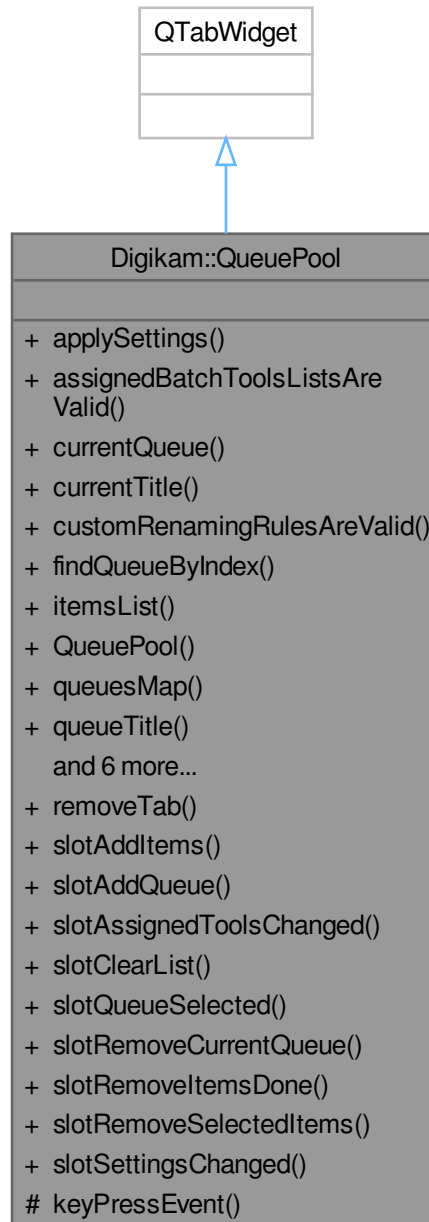 QTabWidget
Digikam::QueuePool
+ applySettings()
+ assignedBatchToolsListsAre
Valid()
+ currentQueue()
+ currentTitle()
+ customRenamingRulesAreValid()
+ findQueueByIndex()
+ itemsList()
+ QueuePool()
+ queuesMap()
+ queueTitle()
and 6 more...
+ removeTab()
+ slotAddItems()
+ slotAddQueue()
+ slotAssignedToolsChanged()
+ slotClearList()
+ slotQueueSelected()
+ slotRemoveCurrentQueue()
+ slotRemoveItemsDone()
+ slotRemoveSelectedItems()
+ slotSettingsChanged()
# keyPressEvent()